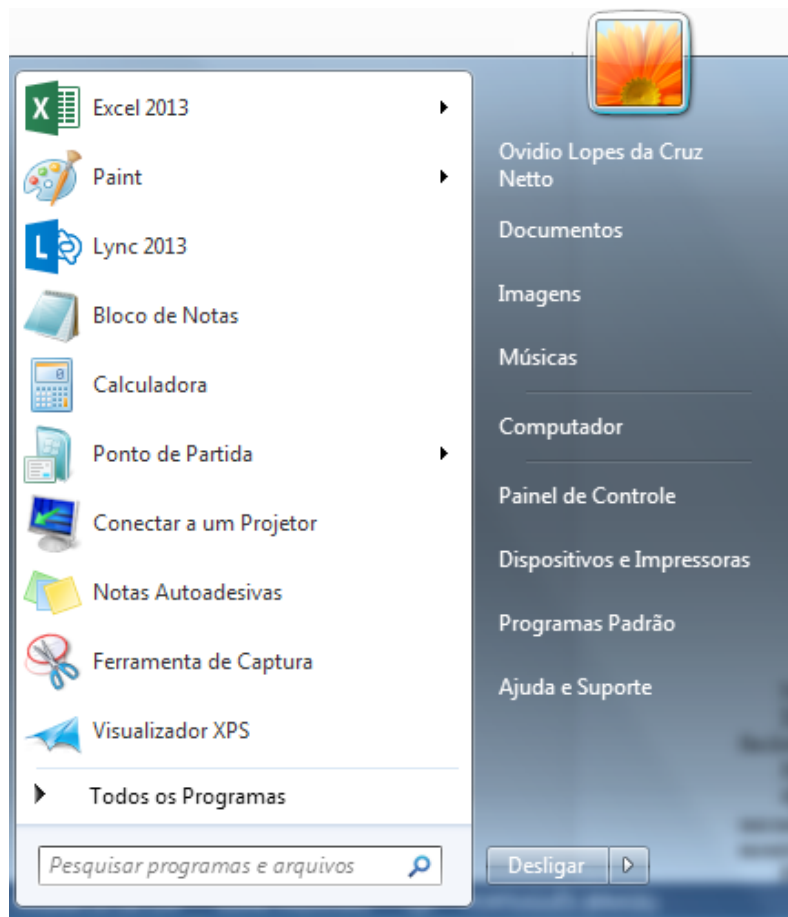 Excel 2013
Paint
Lync 2013
Bloco de Notas
Calculadora
Ponto de Partida
Conectar a um Projetor
Notas Autoadesivas
Ferramenta de Captura
Visualizador XPS
Todos os Programas
Pesquisar programas e arquivos
Ovidio Lopes da Cruz
Netto
Documentos
Imagens
Músicas
Computador
Painel de Controle
Dispositivos e Impressoras
Programas Padrão
Ajuda e Suporte
Desligar